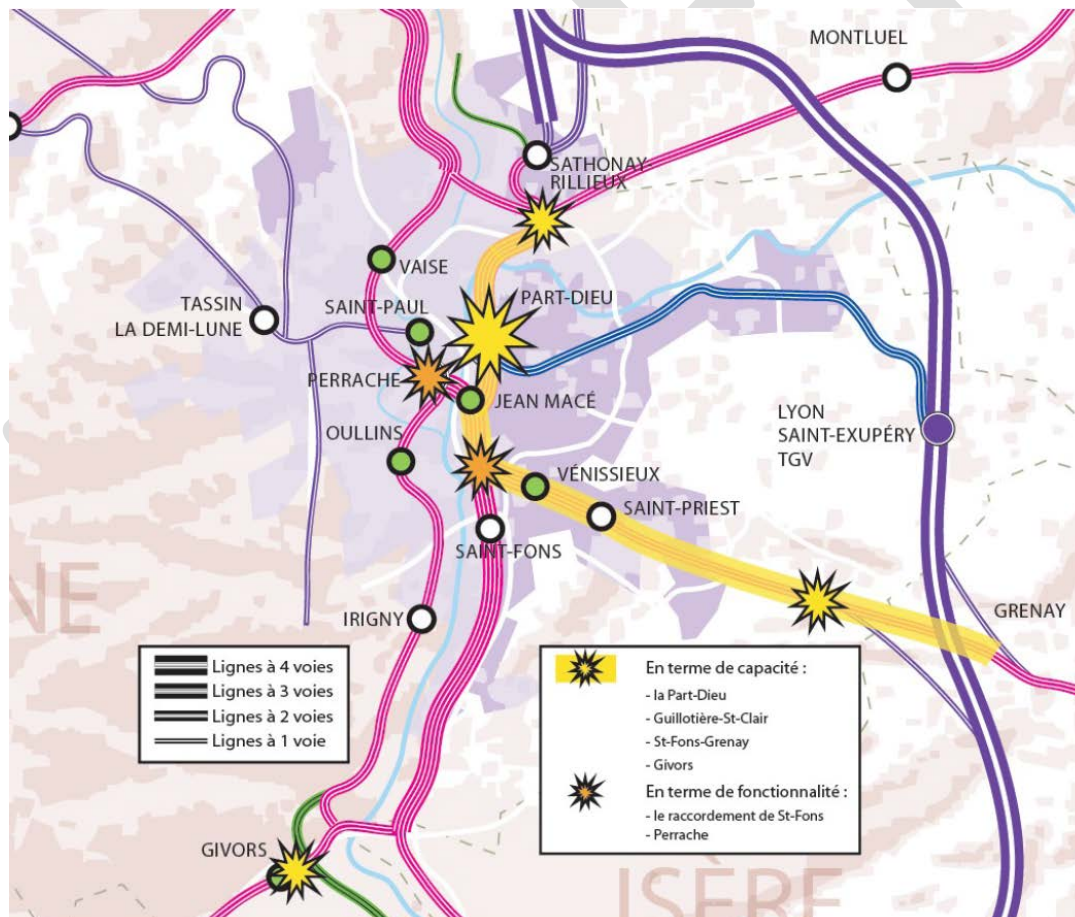 MONTLUEL
SATHONAY
RILLIEUX
VAISE
PART-DIEU
SAINT-PAUL
TASSIN
LA DEMI-LUNE
PERRACHE
JEAN MACÉ
OULLINS
LYON
SAINT-EXUPÉRY
TGV
VÉNISSIEUX
SAINT-PRIEST
SAINT-FONS
NE
IRIGNY
GRENAY
Lignes à 4 voies
Lignes à 3 voies
Lignes à 2 voies
Lignes à 1 voie
En terme de capacité :
- la Part-Dieu
- Guillotière-St-Clair
- St-Fons-Grenay
- Givors
En terme de fonctionnalité :
- le raccordement de St-Fons
- Perrache
GIVORS
ISÈRE